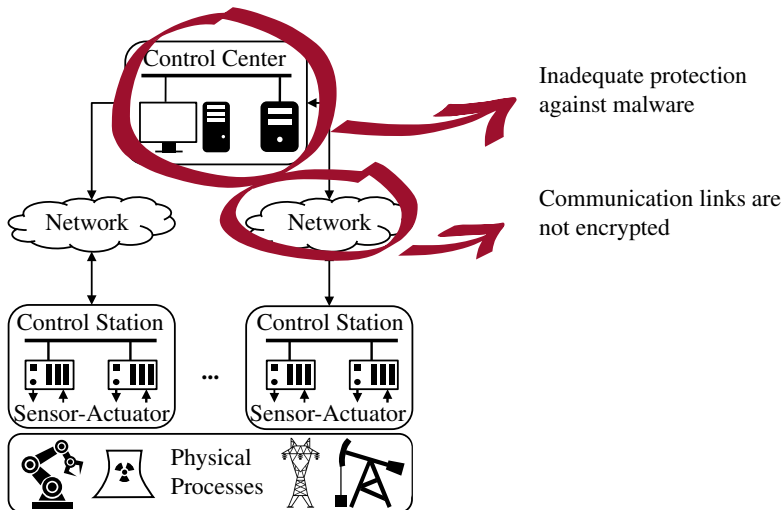 Control Center
Inadequate protection
against malware
Network
Network
Communication links are
not encrypted
Control Station
Control Station
...
Sensor-Actuator
Sensor-Actuator
Physical
Processes